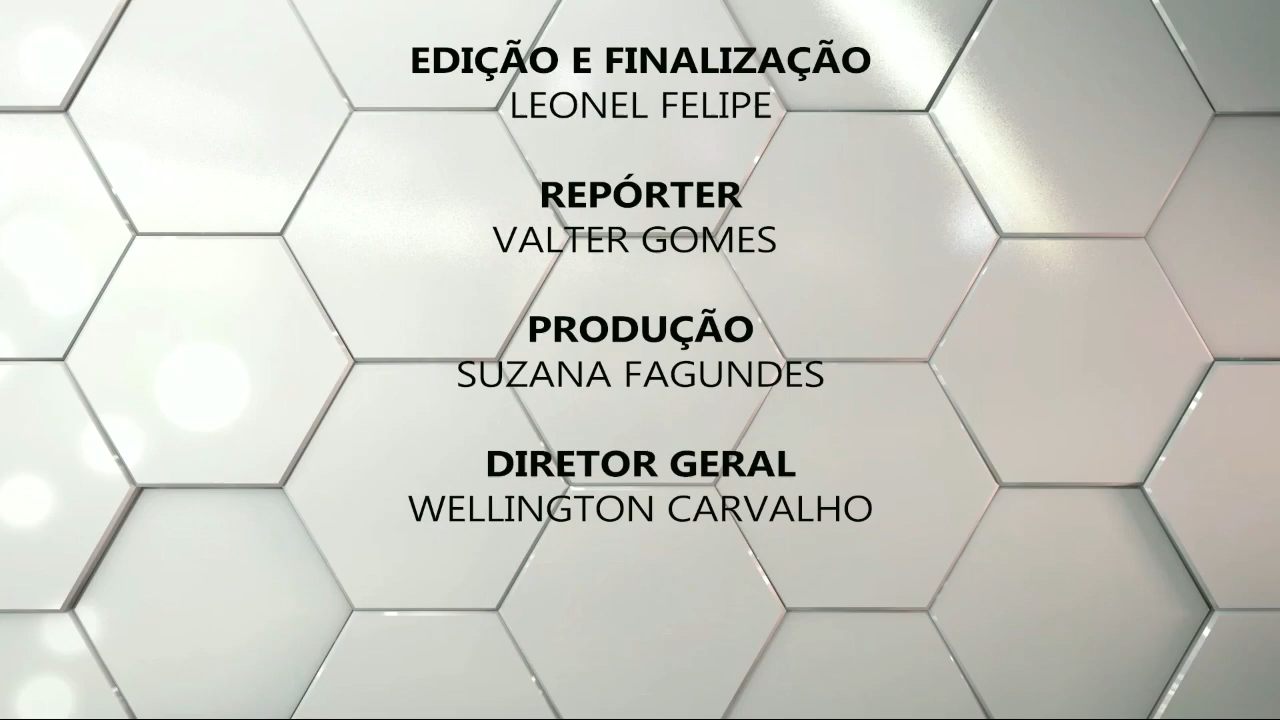 EDIÇÃO E FINALIZAÇÃO
LEONEL FELIPE
REPÓRTER
VALTER GOMES
PRODUÇÃO
SUZANA FAGUNDES
DIRETOR GERAL
WELLINGTON CARVALHO